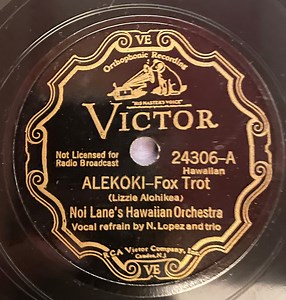 VE
Orthophonic Recording
"HIS MASTER'S VOICE"
VICTOR
Not Licensed for
Radio Broadcast
24306-A
Hawaiian
ALEKOKI-Fox Trot
(Lizzie Alohikea)
Noi Lane's Hawaiian Orchestra
Vocal refrain by N. Lopez and trio
RCA Victor Company, Inc.
Camden, N.J.
VE